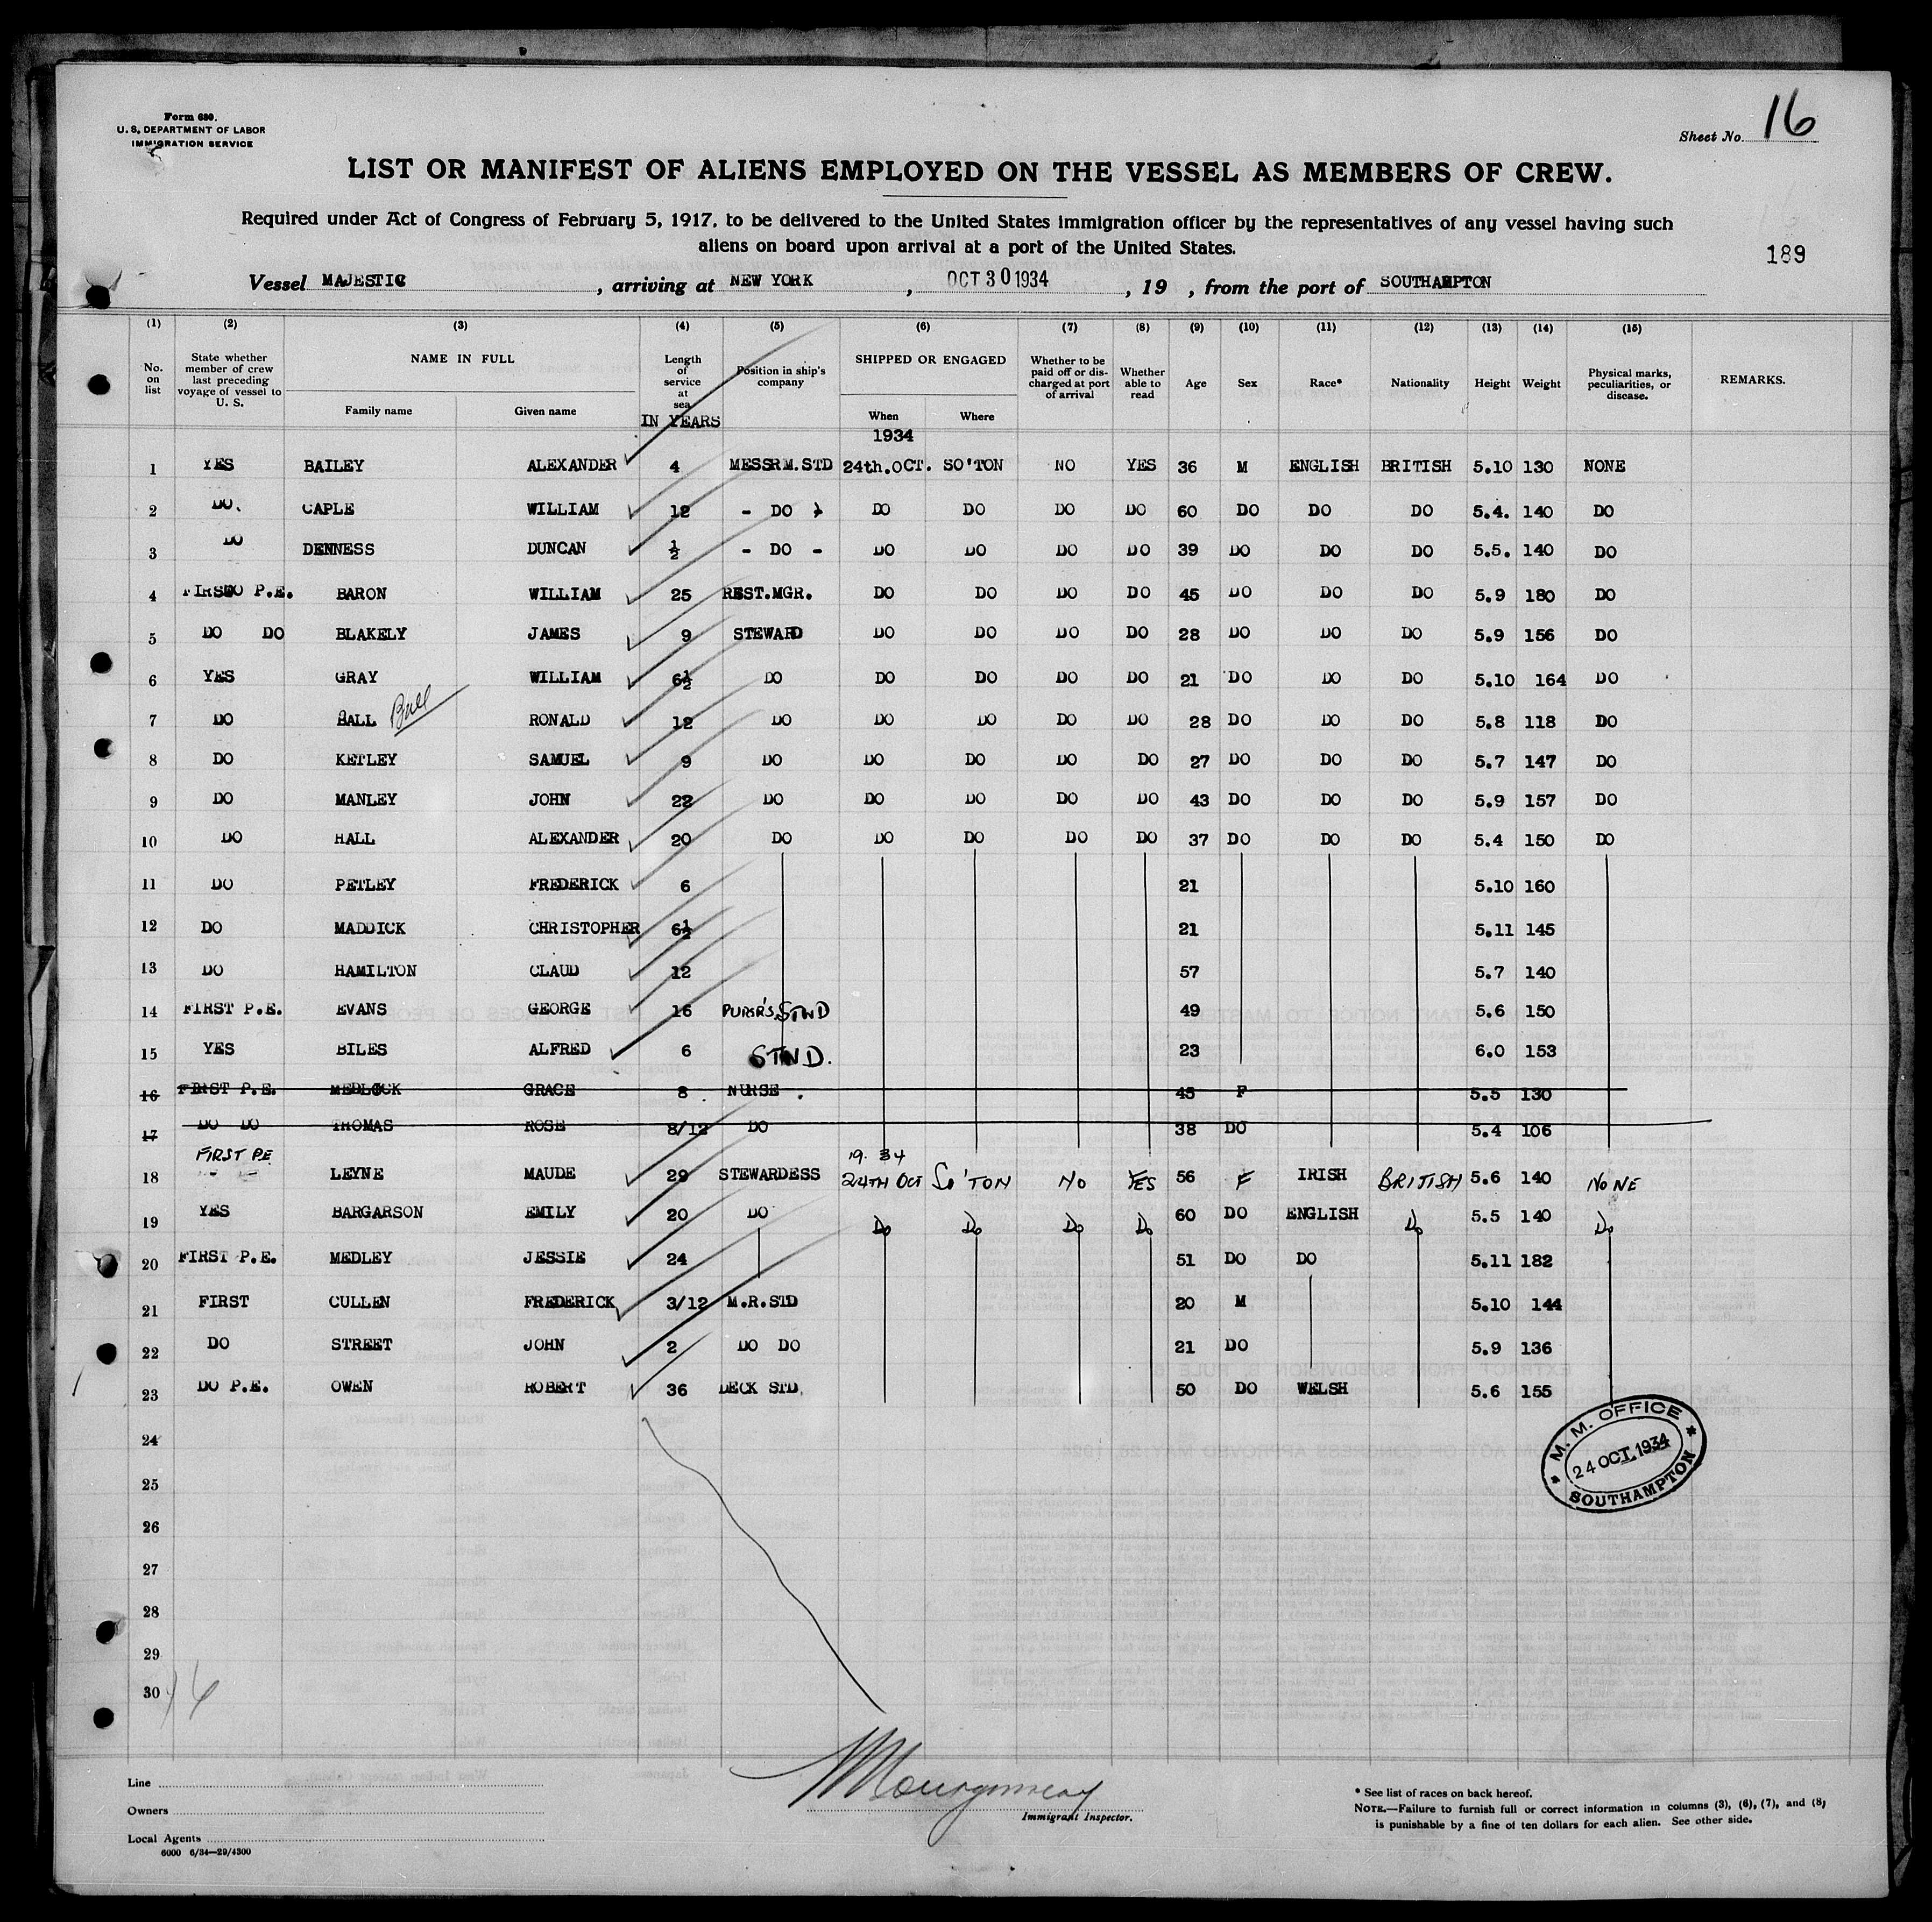 Form 630.
U. S. DEPARTMENT OF LABOR
IMMIGRATION SERVICE
Sheet No. 16
LIST OR MANIFEST OF ALIENS EMPLOYED ON THE VESSEL AS MEMBERS OF CREW.
Required under Act of Congress of February 5, 1917, to be delivered to the United States immigration officer by the representatives of any vessel having such
aliens on board upon arrival at a port of the United States.
189
Vessel MAJESTIC, arriving at NEW YORK, OCT 30 1934, 19 , from the port of SOUTHAMPTON
(1) (2) (3) (4) (5) (6) (7) (8) (9) (10) (11) (12) (13) (14) (15)
No. on list
State whether member of crew last preceding voyage of vessel to U. S.
NAME IN FULL
Family name
Given name
Length of service at sea
IN YEARS
Position in ship's company
SHIPPED OR ENGAGED
When
1934
Where
Whether to be paid off or discharged at port of arrival
Whether able to read
Age
Sex
Race*
Nationality
Height
Weight
Physical marks, peculiarities, or disease.
REMARKS.
1 YES BAILEY ALEXANDER 4 MESSRM.STD 24th.OCT. SO'TON NO YES 36 M ENGLISH BRITISH 5.10 130 NONE
2 DO. CAPLE WILLIAM 12 - DO - DO DO DO DO 60 DO DO DO 5.4. 140 DO
3 DO DENNESS DUNCAN ½ - DO - DO DO DO DO 39 DO DO DO 5.5. 140 DO
4 FIRST P.E. BARON WILLIAM 25 REST.MGR. DO DO DO DO 45 DO DO DO 5.9 180 DO
5 DO DO BLAKELY JAMES 9 STEWARD DO DO DO DO 28 DO DO DO 5.9 156 DO
6 YES GRAY WILLIAM 6½ DO DO DO DO DO 21 DO DO DO 5.10 164 DO
7 DO BALL Ball RONALD 12 DO DO DO DO DO 28 DO DO DO 5.8 118 DO
8 DO KETLEY SAMUEL 9 DO DO DO DO DO 27 DO DO DO 5.7 147 DO
9 DO MANLEY JOHN 22 DO DO DO DO DO 43 DO DO DO 5.9 157 DO
10 DO HALL ALEXANDER 20 DO DO DO DO DO 37 DO DO DO 5.4 150 DO
11 DO PETLEY FREDERICK 6 21 5.10 160
12 DO MADDICK CHRISTOPHER 6½ 21 5.11 145
13 DO HAMILTON CLAUD 12 57 5.7 140
14 FIRST P.E. EVANS GEORGE 16 PURSR'S STWD 49 5.6 150
15 YES BILES ALFRED 6 STWD. 23 6.0 153
16 FIRST P.E. MEDLOCK GRACE 8 NURSE 45 F 5.5 130
17 DO DO THOMAS ROSE 8/12 DO 38 DO 5.4 106
18 FIRST PE LEYNE MAUDE 29 STEWARDESS 19.34 24TH OCT SO'TON NO YES 56 F IRISH BRITISH 5.6 140 NONE
19 YES BARGARSON EMILY 20 DO DO DO DO DO 60 DO ENGLISH DO 5.5 140 DO
20 FIRST P.E. MEDLEY JESSIE 24 51 DO DO 5.11 182
21 FIRST CULLEN FREDERICK 3/12 M.R.STD 20 M 5.10 144
22 DO STREET JOHN 2 DO DO 21 DO 5.9 136
23 DO P.E. OWEN ROBERT 36 DECK STD. 50 DO WELSH 5.6 155
24
25
26
27
28
29
30
M. M. OFFICE
24 OCT. 1934
SOUTHAMPTON
Line
Owners
Local Agents
6000 6/34—29/4300
Immigrant Inspector.
* See list of races on back hereof.
NOTE.—Failure to furnish full or correct information in columns (3), (6), (7), and (8)
is punishable by a fine of ten dollars for each alien. See other side.